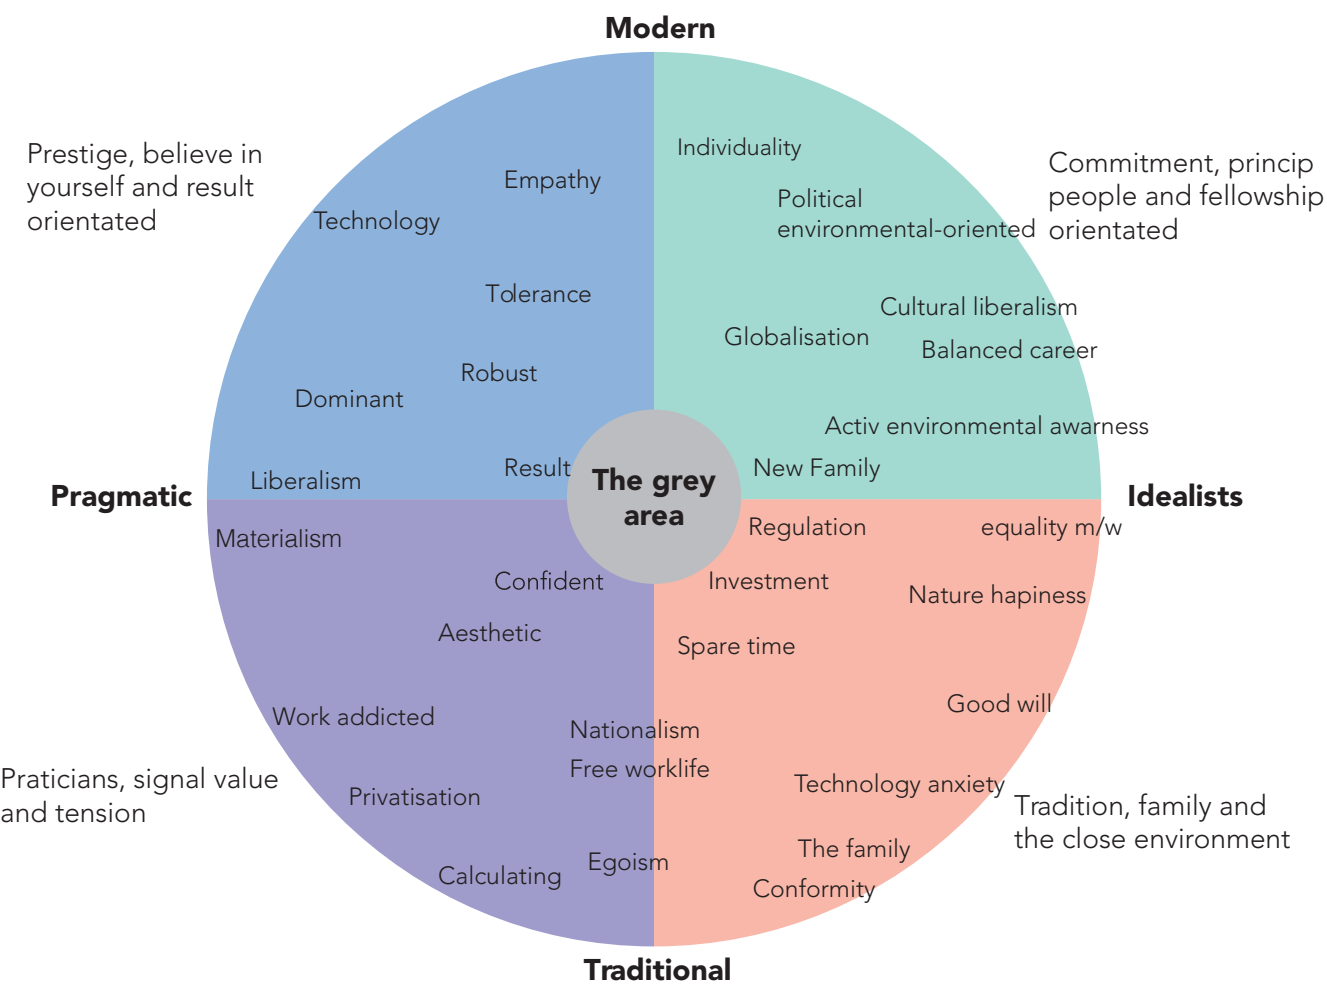 Modern
Prestige, believe in
yourself and result
orientated
Commitment, princip
people and fellowship
orientated
Individuality
Empathy
Political
environmental-oriented
Technology
Tolerance
Cultural liberalism
Globalisation
Balanced career
Robust
Dominant
Activ environmental awarness
Result
New Family
Liberalism
Pragmatic
The grey
area
Idealists
Materialism
Regulation
equality m/w
Confident
Investment
Nature hapiness
Aesthetic
Spare time
Good will
Work addicted
Nationalism
Free worklife
Praticians, signal value
and tension
Privatisation
Technology anxiety
Tradition, family and
the close environment
The family
Egoism
Calculating
Conformity
Traditional